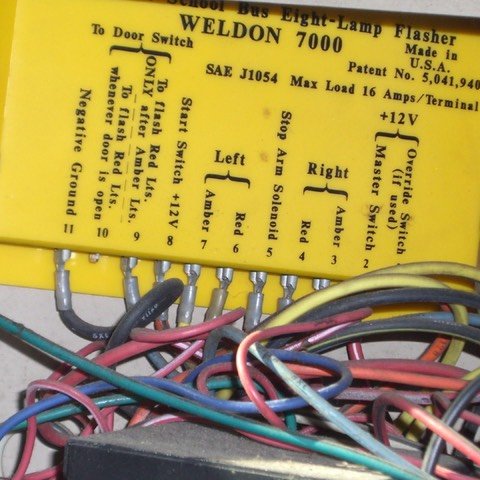 School Bus Eight-Lamp Flasher
WELDON 7000
Made in
U.S.A.
Patent No. 5,041,940
SAE J1054 Max Load 16 Amps/Terminal
To Door Switch
Negative Ground
11
To flash Red Lts.
whenever door is open
10
To flash Red Lts.
ONLY after Amber Lts.
9
Start Switch +12V
8
Left
Amber
7
Red
6
Stop Arm Solenoid
5
Right
Red
4
Amber
3
+12V
Master Switch
2
Override Switch
(if used)